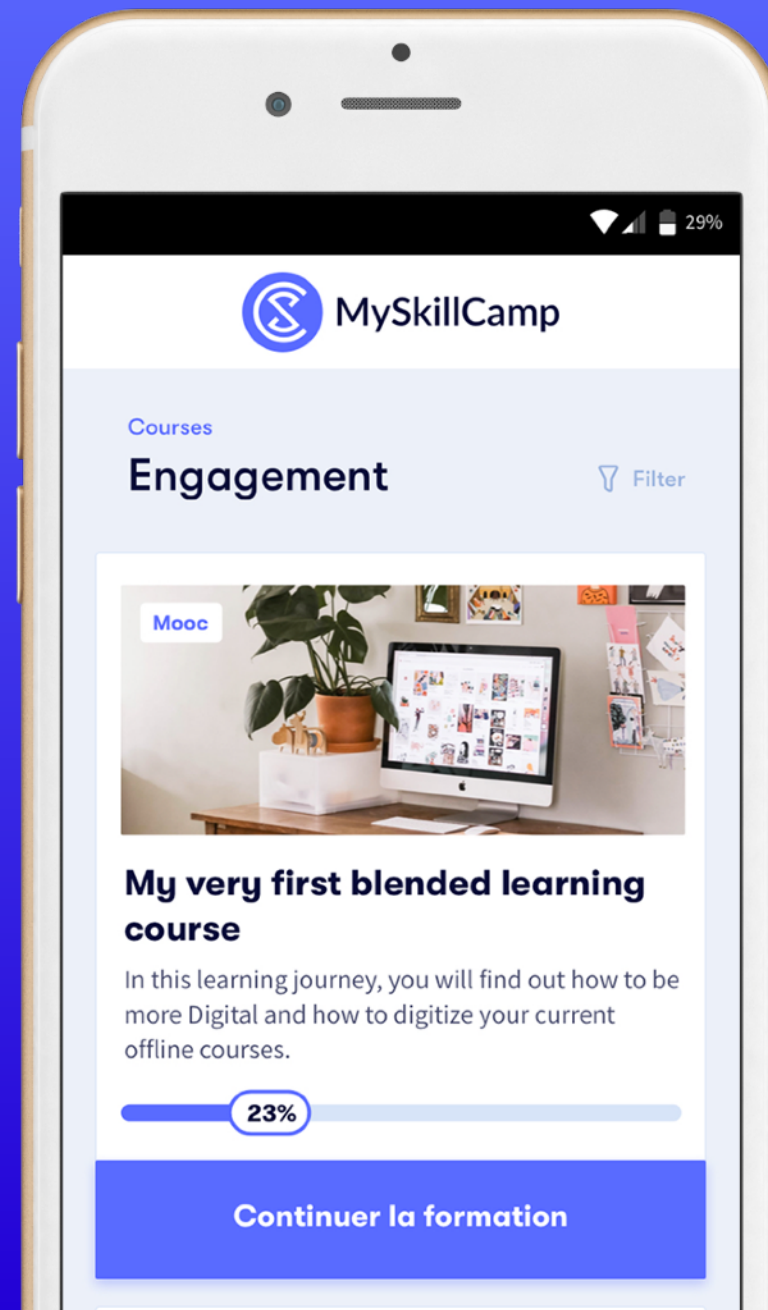 29%
MySkillCamp
Courses
Engagement
Filter
Mooc
My very first blended learning
course
In this learning journey, you will find out how to be
more Digital and how to digitize your current
offline courses.
23%
Continuer la formation